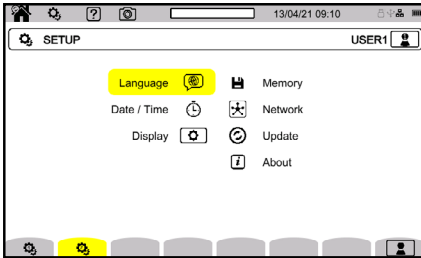 ?
13/04/21 09:10
SETUP
USER1
Language
Memory
Date / Time
Network
Display
Update
i
About